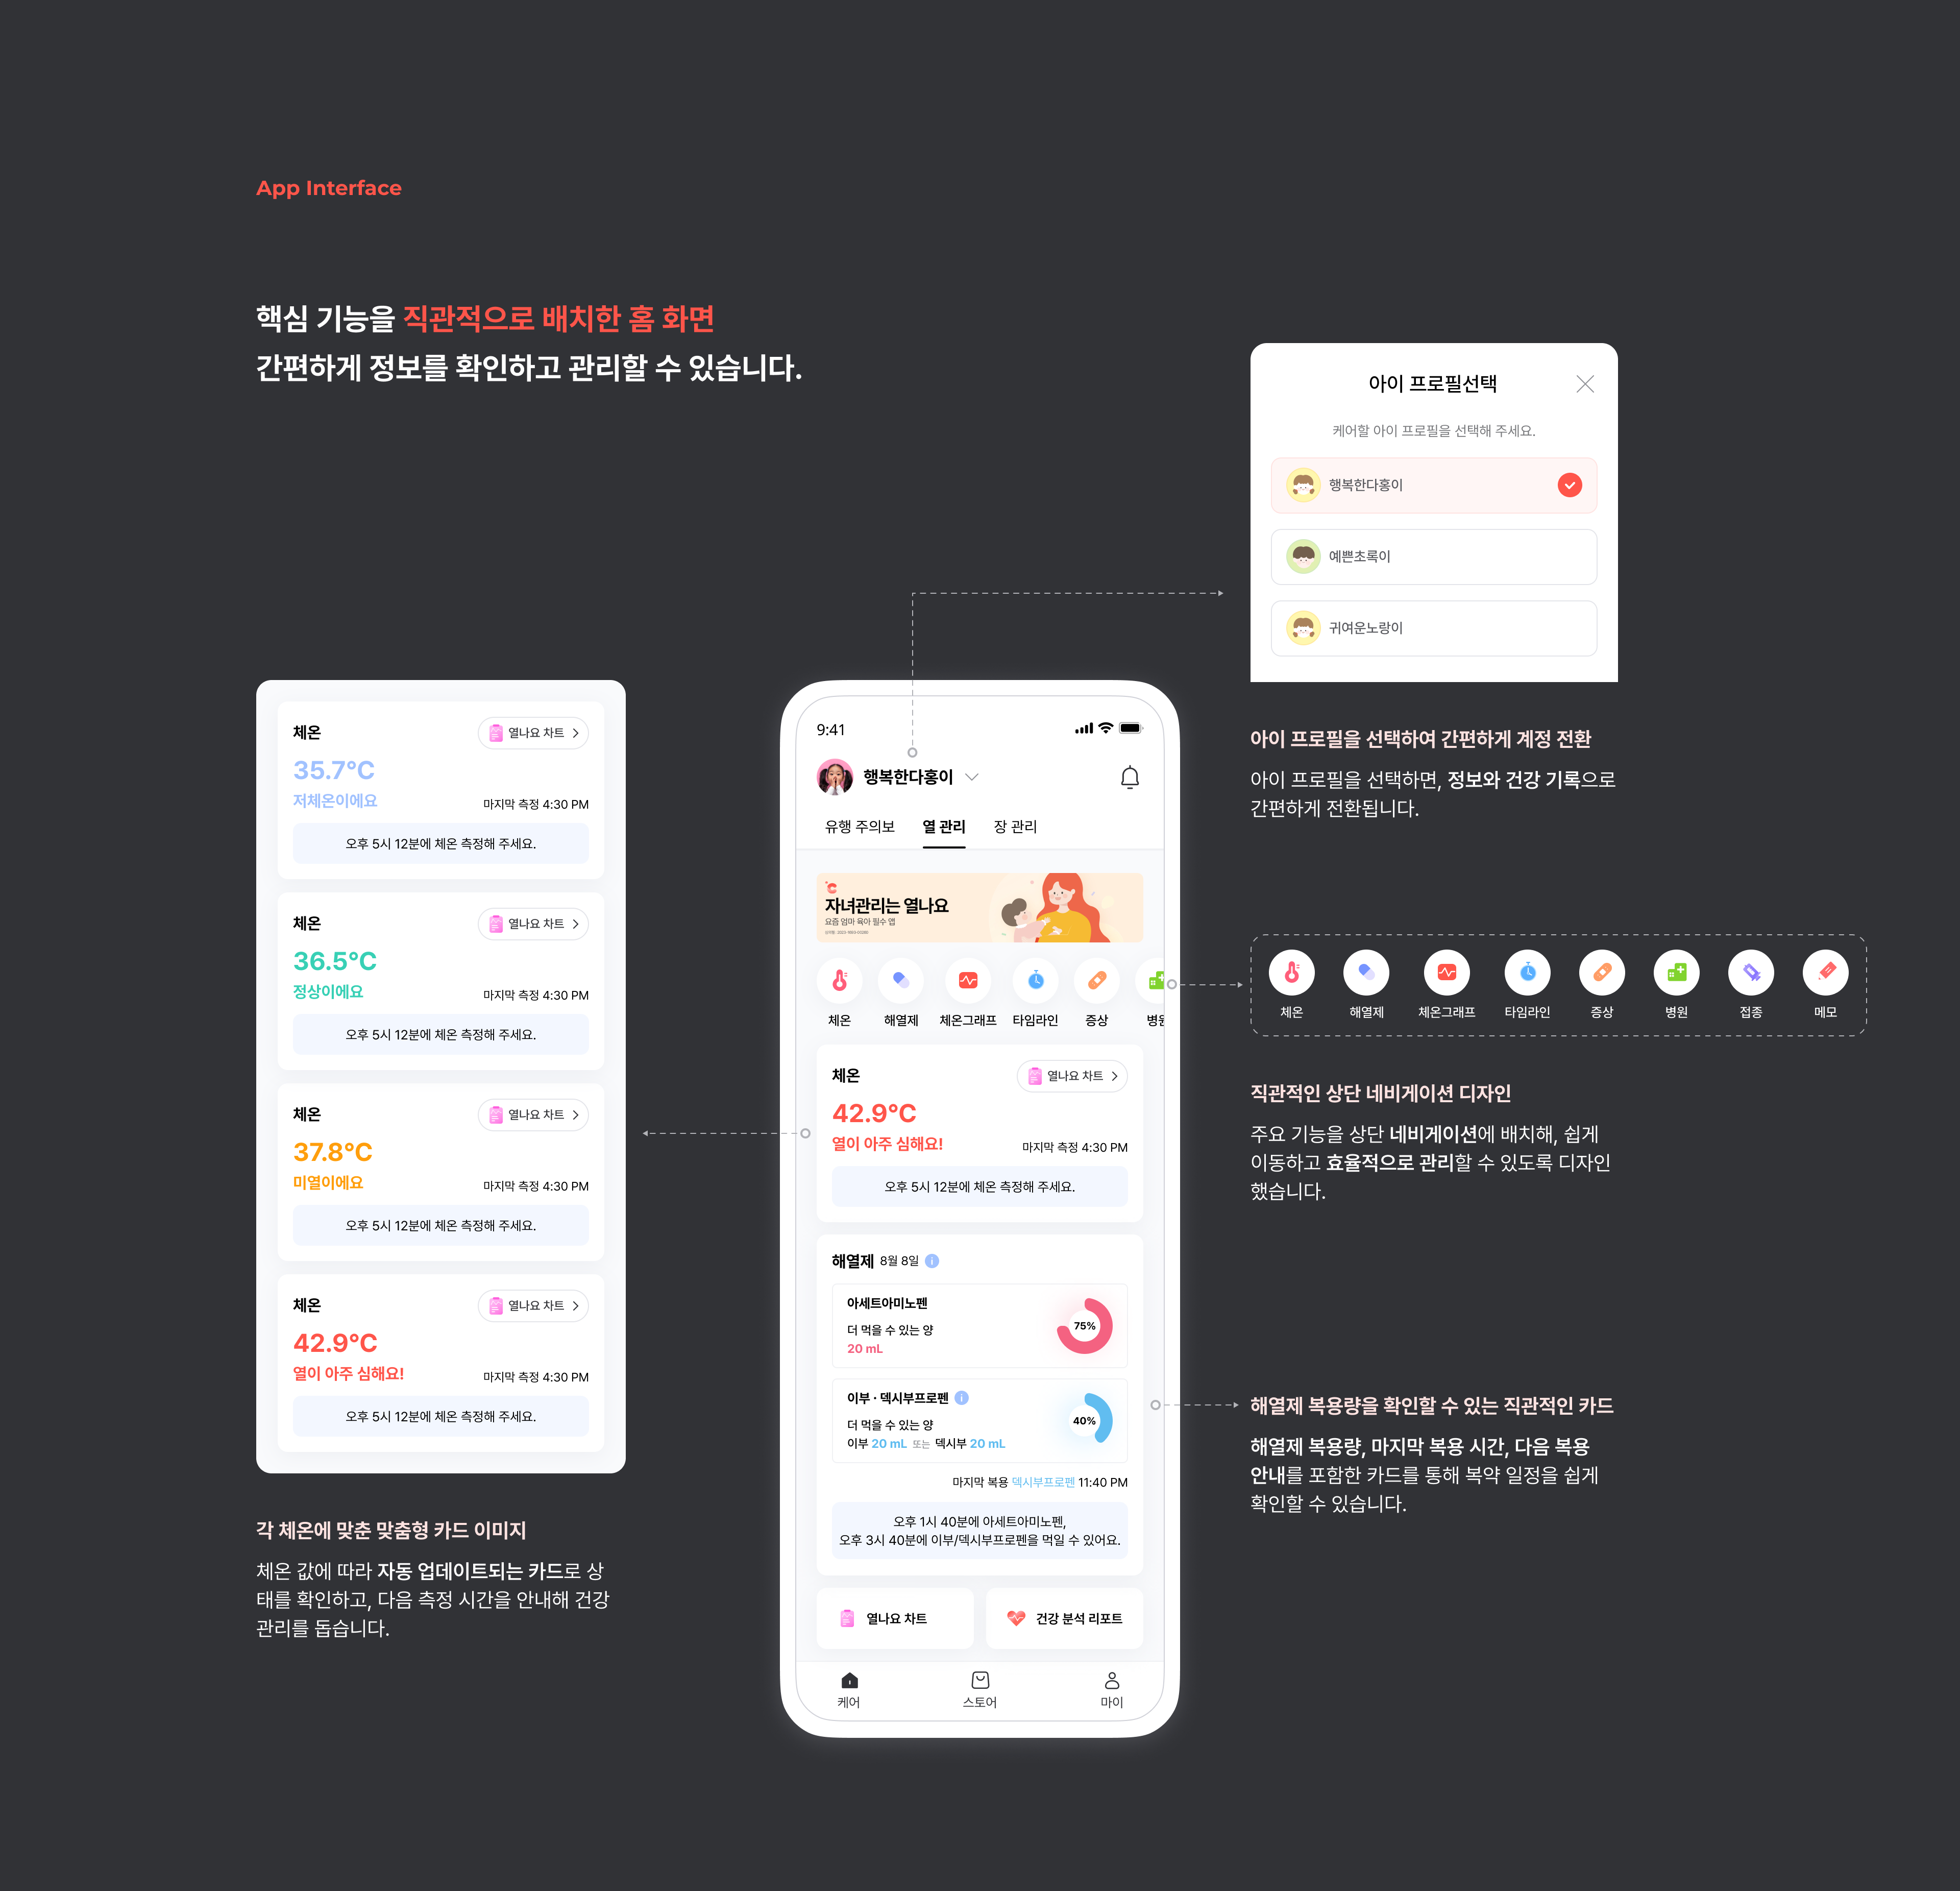 App Interface
핵심 기능을 직관적으로 배치한 홈 화면
간편하게 정보를 확인하고 관리할 수 있습니다.
아이 프로필선택
케어할 아이 프로필을 선택해 주세요.
행복한다홍이
예쁜초록이
귀여운노랑이
아이 프로필을 선택하여 간편하게 계정 전환
아이 프로필을 선택하면, 정보와 건강 기록으로
간편하게 전환됩니다.
체온
열나요 차트
35.7°C
저체온이에요
마지막 측정 4:30 PM
오후 5시 12분에 체온 측정해 주세요.
체온
열나요 차트
36.5°C
정상이에요
마지막 측정 4:30 PM
오후 5시 12분에 체온 측정해 주세요.
체온
열나요 차트
37.8°C
미열이에요
마지막 측정 4:30 PM
오후 5시 12분에 체온 측정해 주세요.
체온
열나요 차트
42.9°C
열이 아주 심해요!
마지막 측정 4:30 PM
오후 5시 12분에 체온 측정해 주세요.
각 체온에 맞춘 맞춤형 카드 이미지
체온 값에 따라 자동 업데이트되는 카드로 상
태를 확인하고, 다음 측정 시간을 안내해 건강
관리를 돕습니다.
9:41
행복한다홍이
유행 주의보 열 관리 장 관리
자녀관리는 열나요
요즘 엄마 육아 필수 앱
체온 해열제 체온그래프 타임라인 증상 병원
체온
열나요 차트
42.9°C
열이 아주 심해요!
마지막 측정 4:30 PM
오후 5시 12분에 체온 측정해 주세요.
해열제 8월 8일
아세트아미노펜
더 먹을 수 있는 양
20 mL
75%
이부 · 덱시부프로펜
더 먹을 수 있는 양
이부 20 mL 또는 덱시부 20 mL
40%
마지막 복용 덱시부프로펜 11:40 PM
오후 1시 40분에 아세트아미노펜,
오후 3시 40분에 이부/덱시부프로펜을 먹일 수 있어요.
열나요 차트
건강 분석 리포트
케어 스토어 마이
체온 해열제 체온그래프 타임라인 증상 병원 접종 메모
직관적인 상단 네비게이션 디자인
주요 기능을 상단 네비게이션에 배치해, 쉽게
이동하고 효율적으로 관리할 수 있도록 디자인
했습니다.
해열제 복용량을 확인할 수 있는 직관적인 카드
해열제 복용량, 마지막 복용 시간, 다음 복용
안내를 포함한 카드를 통해 복약 일정을 쉽게
확인할 수 있습니다.